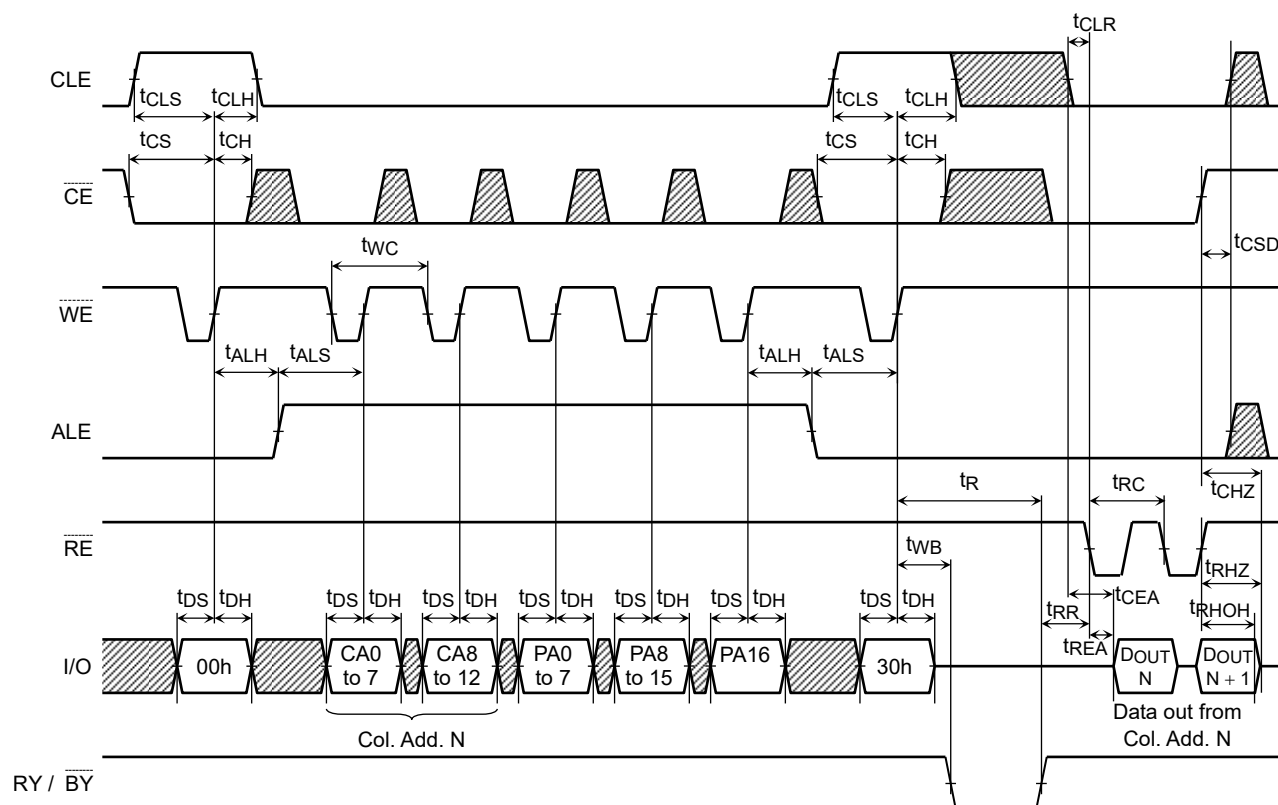 tCLR
CLE
tCLS tCLH tCLS tCLH
tCS tCH tCS tCH
CE
tWC tCSD
WE
tALH tALS tALH tALS
ALE
tR tRC tCHZ
RE
tWB tRHZ
tDS tDH tDS tDH tDS tDH tDS tDH tDS tDH tDS tDH tDS tDH tCEA
tRR tRHOH
tREA
I/O 00h CA0 to 7 CA8 to 12 PA0 to 7 PA8 to 15 PA16 30h DOUT N DOUT N + 1
Col. Add. N
Data out from
Col. Add. N
RY / BY